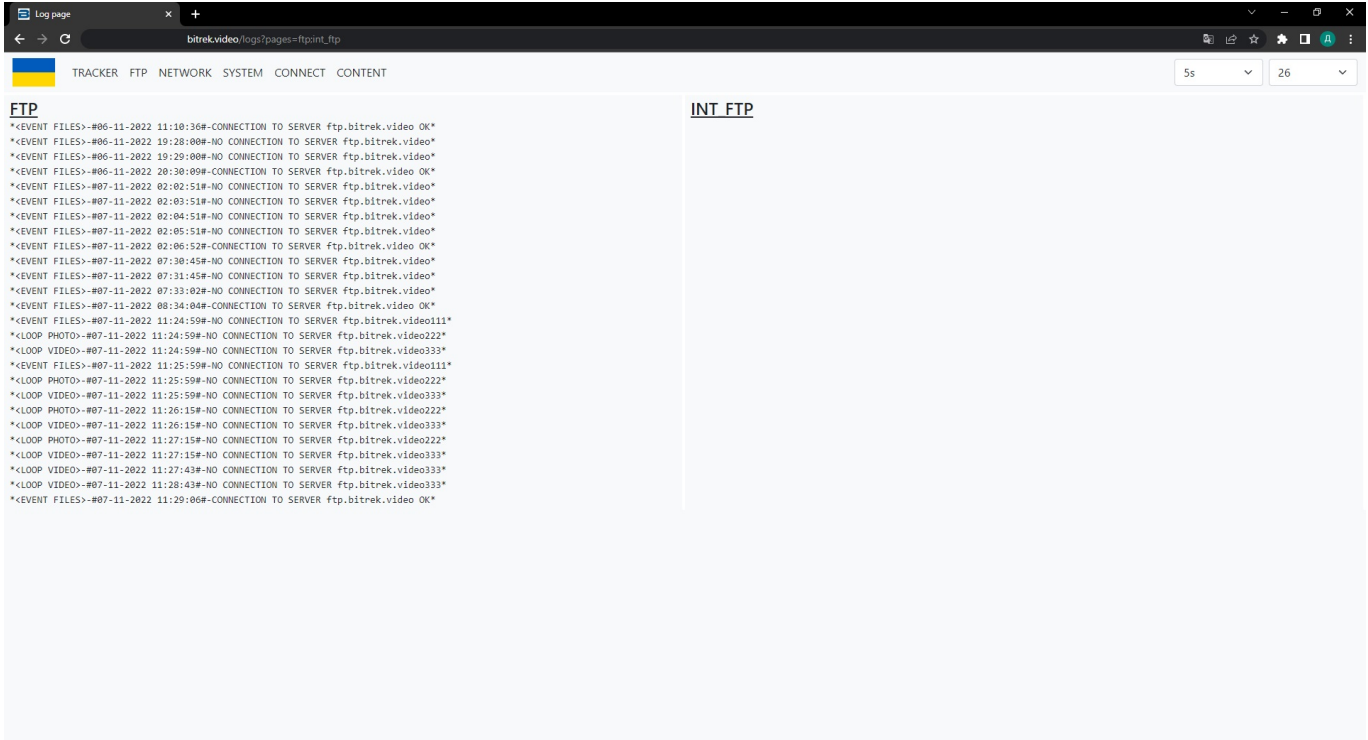 Log page
bitrek.video/logs?pages=ftp;int_ftp
Д
TRACKER FTP NETWORK SYSTEM CONNECT CONTENT
5s
26
FTP
*<EVENT FILES>-#06-11-2022 11:10:36#-CONNECTION TO SERVER ftp.bitrek.video OK*
*<EVENT FILES>-#06-11-2022 19:28:00#-NO CONNECTION TO SERVER ftp.bitrek.video*
*<EVENT FILES>-#06-11-2022 19:29:00#-NO CONNECTION TO SERVER ftp.bitrek.video*
*<EVENT FILES>-#06-11-2022 20:30:09#-CONNECTION TO SERVER ftp.bitrek.video OK*
*<EVENT FILES>-#07-11-2022 02:02:51#-NO CONNECTION TO SERVER ftp.bitrek.video*
*<EVENT FILES>-#07-11-2022 02:03:51#-NO CONNECTION TO SERVER ftp.bitrek.video*
*<EVENT FILES>-#07-11-2022 02:04:51#-NO CONNECTION TO SERVER ftp.bitrek.video*
*<EVENT FILES>-#07-11-2022 02:05:51#-NO CONNECTION TO SERVER ftp.bitrek.video*
*<EVENT FILES>-#07-11-2022 02:06:52#-CONNECTION TO SERVER ftp.bitrek.video OK*
*<EVENT FILES>-#07-11-2022 07:30:45#-NO CONNECTION TO SERVER ftp.bitrek.video*
*<EVENT FILES>-#07-11-2022 07:31:45#-NO CONNECTION TO SERVER ftp.bitrek.video*
*<EVENT FILES>-#07-11-2022 07:33:02#-NO CONNECTION TO SERVER ftp.bitrek.video*
*<EVENT FILES>-#07-11-2022 08:34:04#-CONNECTION TO SERVER ftp.bitrek.video OK*
*<EVENT FILES>-#07-11-2022 11:24:59#-NO CONNECTION TO SERVER ftp.bitrek.video111*
*<LOOP PHOTO>-#07-11-2022 11:24:59#-NO CONNECTION TO SERVER ftp.bitrek.video222*
*<LOOP VIDEO>-#07-11-2022 11:24:59#-NO CONNECTION TO SERVER ftp.bitrek.video333*
*<EVENT FILES>-#07-11-2022 11:25:59#-NO CONNECTION TO SERVER ftp.bitrek.video111*
*<LOOP PHOTO>-#07-11-2022 11:25:59#-NO CONNECTION TO SERVER ftp.bitrek.video222*
*<LOOP VIDEO>-#07-11-2022 11:25:59#-NO CONNECTION TO SERVER ftp.bitrek.video333*
*<LOOP PHOTO>-#07-11-2022 11:26:15#-NO CONNECTION TO SERVER ftp.bitrek.video222*
*<LOOP VIDEO>-#07-11-2022 11:26:15#-NO CONNECTION TO SERVER ftp.bitrek.video333*
*<LOOP PHOTO>-#07-11-2022 11:27:15#-NO CONNECTION TO SERVER ftp.bitrek.video222*
*<LOOP VIDEO>-#07-11-2022 11:27:15#-NO CONNECTION TO SERVER ftp.bitrek.video333*
*<LOOP VIDEO>-#07-11-2022 11:27:43#-NO CONNECTION TO SERVER ftp.bitrek.video333*
*<LOOP VIDEO>-#07-11-2022 11:28:43#-NO CONNECTION TO SERVER ftp.bitrek.video333*
*<EVENT FILES>-#07-11-2022 11:29:06#-CONNECTION TO SERVER ftp.bitrek.video OK*
INT_FTP